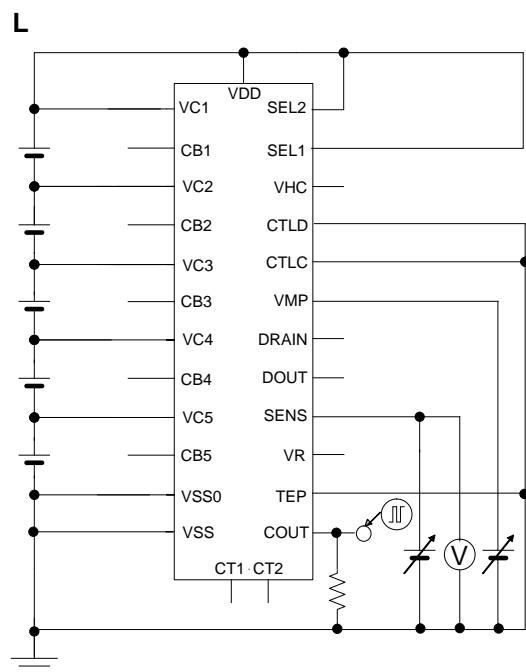 L
VDD
VC1 SEL2
CB1 SEL1
VC2 VHC
CB2 CTLD
VC3 CTLC
CB3 VMP
VC4 DRAIN
CB4 DOUT
VC5 SENS
CB5 VR
VSS0 TEP
VSS COUT
CT1 CT2
V